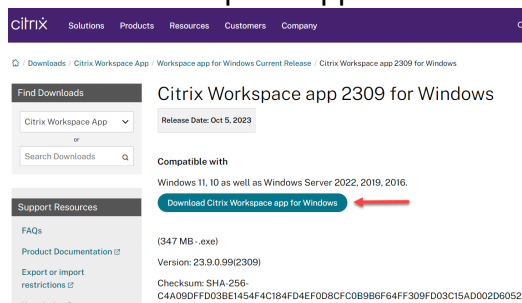 citrix
Solutions Products Resources Customers Company
/ Downloads / Citrix Workspace App / Workspace app for Windows Current Release / Citrix Workspace app 2309 for Windows
Find Downloads
Citrix Workspace App
or
Search Downloads
Support Resources
FAQs
Product Documentation
Export or import
restrictions
Citrix Workspace app 2309 for Windows
Release Date: Oct 5, 2023
Compatible with
Windows 11, 10 as well as Windows Server 2022, 2019, 2016.
Download Citrix Workspace app for Windows
(347 MB - .exe)
Version: 23.9.0.99(2309)
Checksum: SHA-256-
C4A09DFFD03BE1454F4C184FD4EF0D8CFC0B9B6F64FF309FD03C15AD002D6052